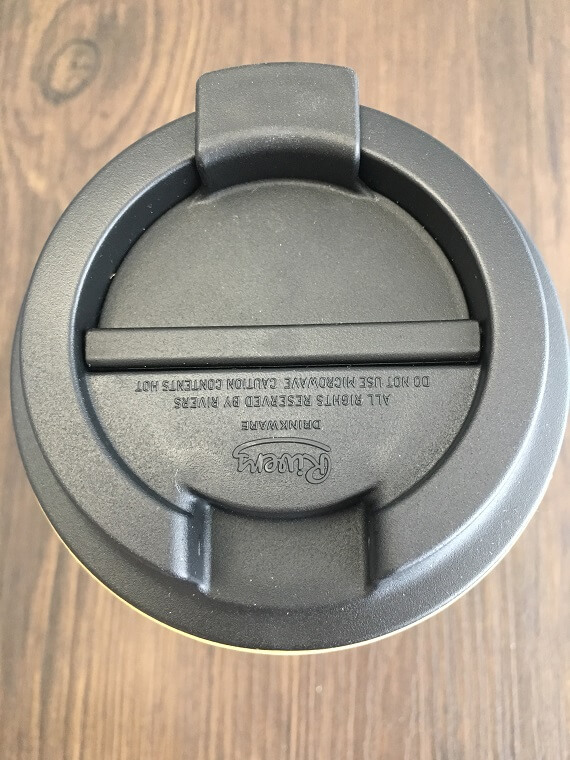 Rivers
DRINKWARE
ALL RIGHTS RESERVED BY RIVERS
DO NOT USE MICROWAVE CAUTION CONTENTS HOT